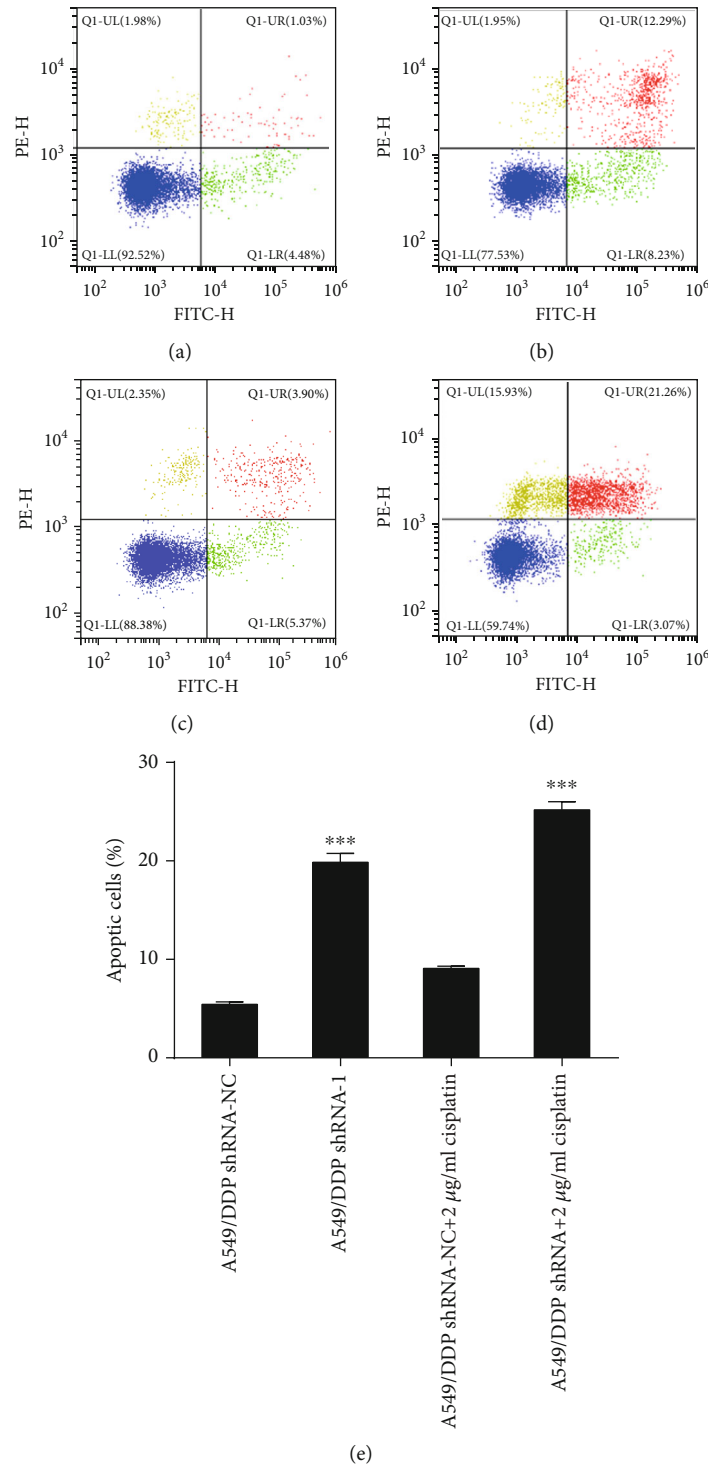 Q1-UL(1.98%) Q1-UR(1.03%)
10^4
10^3
10^2
PE-H
Q1-LL(92.52%) Q1-LR(4.48%)
10^2 10^3 10^4 10^5 10^6
FITC-H
(a)
Q1-UL(1.95%) Q1-UR(12.29%)
10^4
10^3
10^2
PE-H
Q1-LL(77.53%) Q1-LR(8.23%)
10^2 10^3 10^4 10^5 10^6
FITC-H
(b)
Q1-UL(2.35%) Q1-UR(3.90%)
10^4
10^3
10^2
PE-H
Q1-LL(88.38%) Q1-LR(5.37%)
10^2 10^3 10^4 10^5 10^6
FITC-H
(c)
Q1-UL(15.93%) Q1-UR(21.26%)
10^4
10^3
10^2
PE-H
Q1-LL(59.74%) Q1-LR(3.07%)
10^2 10^3 10^4 10^5 10^6
FITC-H
(d)
30
20
10
0
Apoptic cells (%)
*** ***
A549/DDP shRNA-NC
A549/DDP shRNA-1
A549/DDP shRNA-NC+2 μg/ml cisplatin
A549/DDP shRNA+2 μg/ml cisplatin
(e)